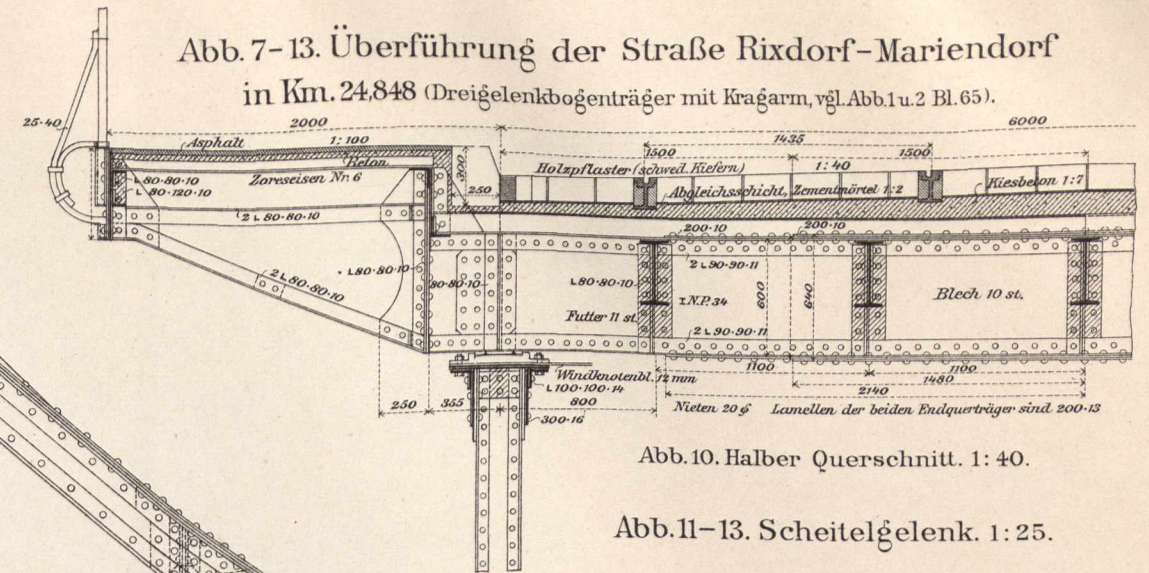 Abb. 7-13. Überführung der Straße Rixdorf-Mariendorf
in Km. 24,848 (Dreigelenkbogenträger mit Kragarm, vgl. Abb. 1 u. 2 Bl. 65).
25·40
2000
6000
1435
Asphalt 1:100
Beton
1500
1500
Holzpflaster (schwed. Kiefern)
1:40
∟80·80·10
∟80·120·10
Zoreseisen Nr. 6
300
250
Abgleichsschicht, Zementmörtel 1:2
Kiesbeton 1:7
2∟80·80·10
200·10
200·10
2∟80·80·10
∟80·80·10
80·80·10
∟80·80·10
2∟90·90·11
I N.P. 34
600
640
Blech 10 st.
Futter 11 st.
2∟90·90·11
1100
1100
Windknotenbl. 12 mm
∟100·100·14
1480
2140
250
355
800
300·16
Nieten 20 ϕ
Lamellen der beiden Endquerträger sind 200·13
Abb. 10. Halber Querschnitt. 1:40.
Abb. 11-13. Scheitelgelenk. 1:25.